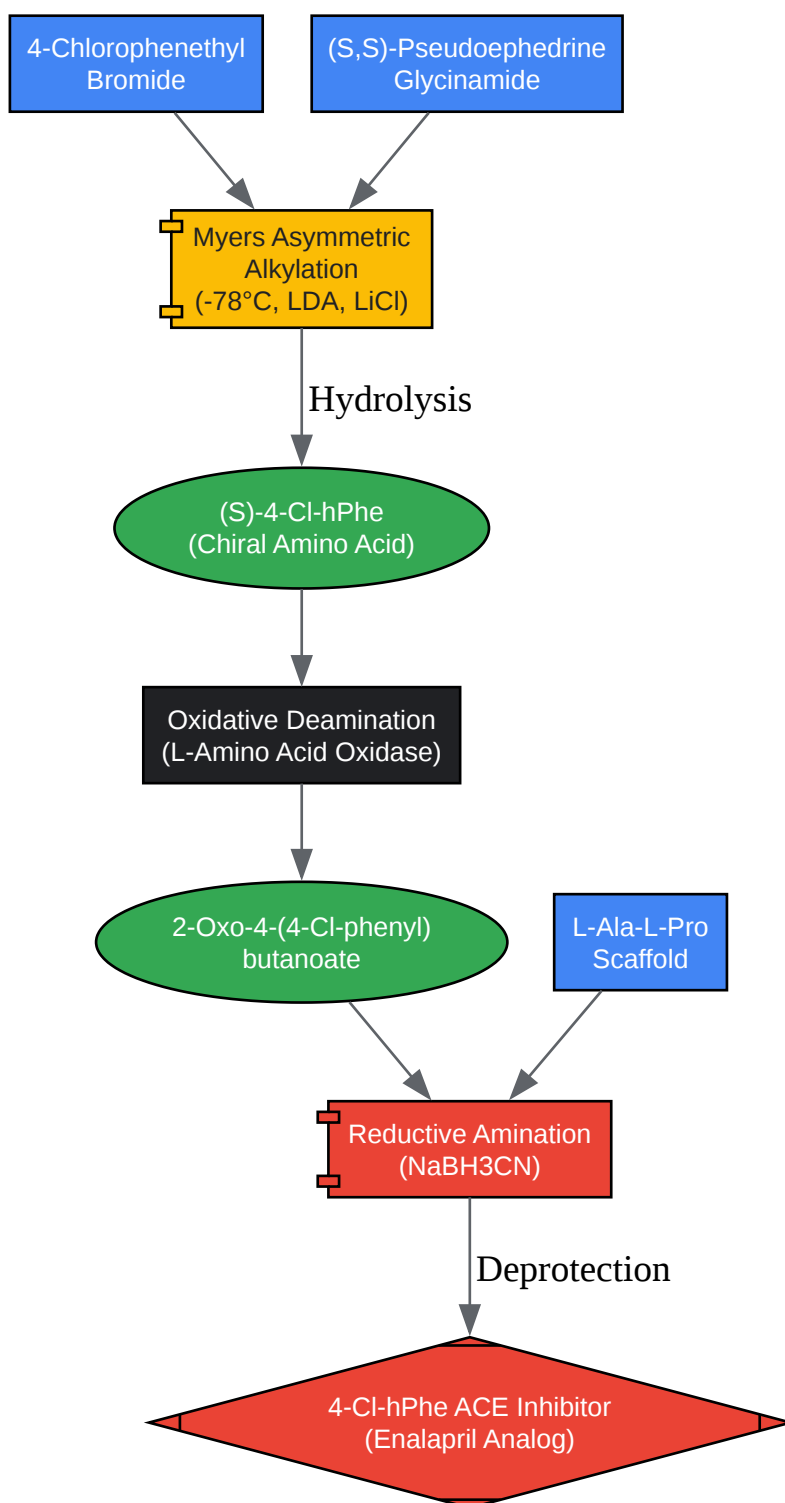 4-Chlorophenethyl
Bromide
(S,S)-Pseudoephedrine
Glycinamide
Myers Asymmetric
Alkylation
(-78°C, LDA, LiCl)
Hydrolysis
(S)-4-Cl-hPhe
(Chiral Amino Acid)
Oxidative Deamination
(L-Amino Acid Oxidase)
2-Oxo-4-(4-Cl-phenyl)
butanoate
L-Ala-L-Pro
Scaffold
Reductive Amination
(NaBH3CN)
Deprotection
4-Cl-hPhe ACE Inhibitor
(Enalapril Analog)